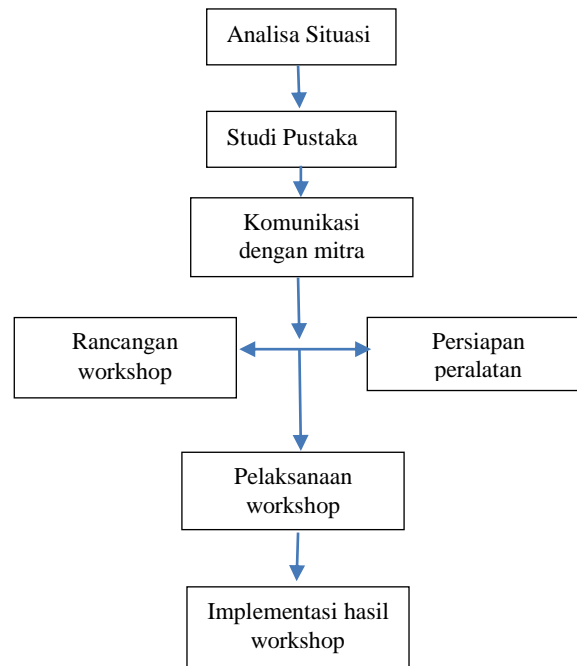 Analisa Situasi
Studi Pustaka
Komunikasi
dengan mitra
Rancangan
workshop
Persiapan
peralatan
Pelaksanaan
workshop
Implementasi hasil
workshop